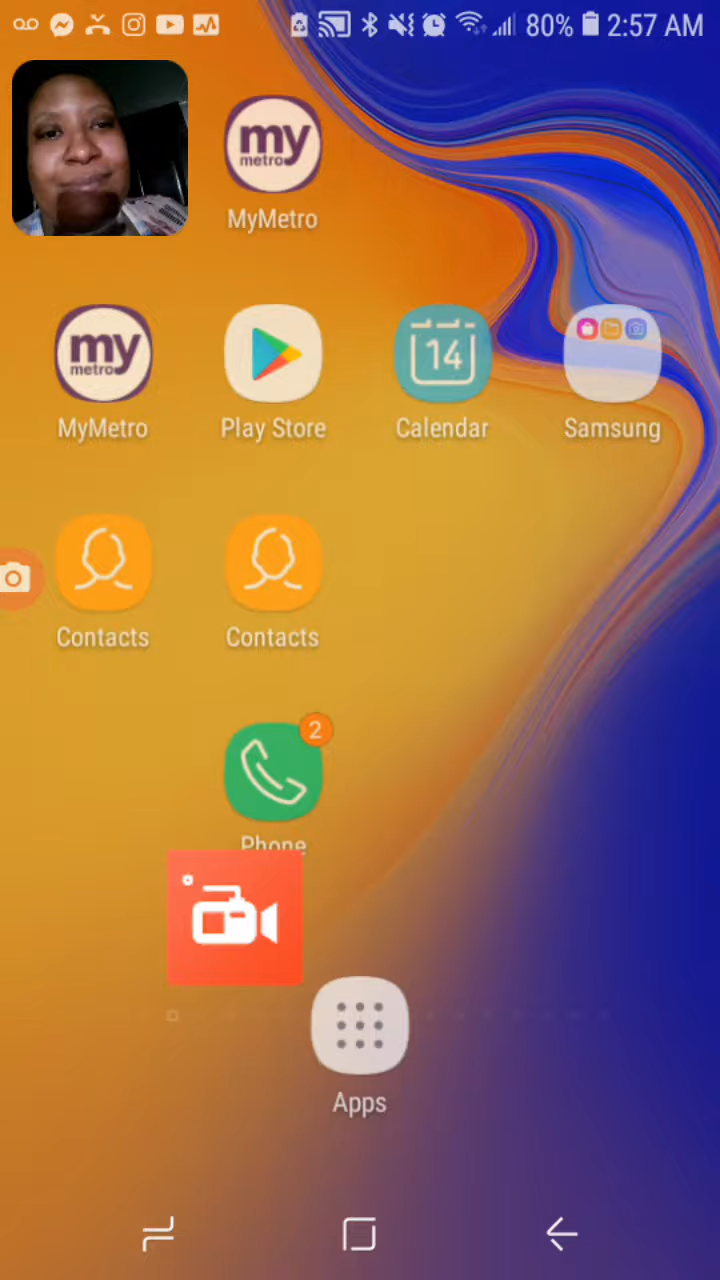 80% 2:57 AM
my
metro
MyMetro
my
metro
MyMetro
14
Play Store
Calendar
Samsung
Contacts
Contacts
2
Phone
Apps